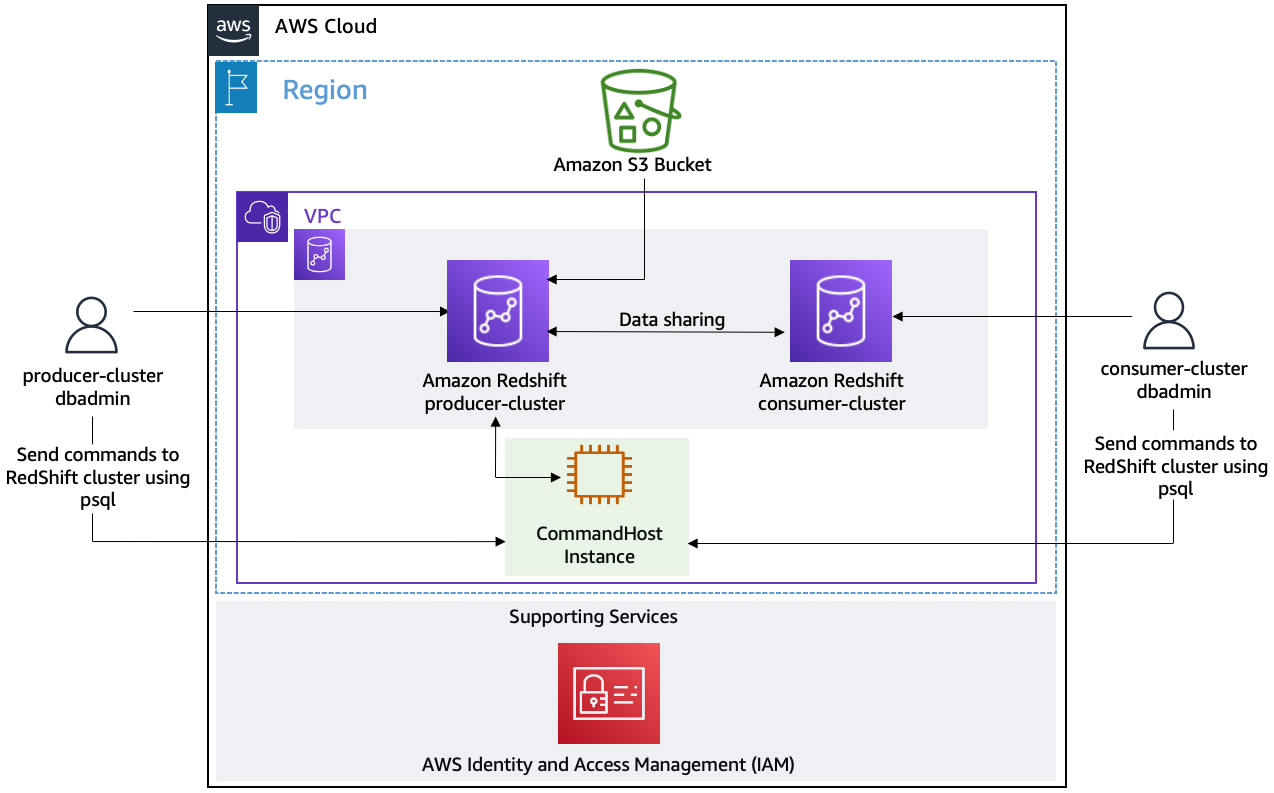 aws
AWS Cloud
Region
Amazon S3 Bucket
VPC
Data sharing
Amazon Redshift
producer-cluster
Amazon Redshift
consumer-cluster
producer-cluster
dbadmin
Send commands to
RedShift cluster using
psql
consumer-cluster
dbadmin
Send commands to
RedShift cluster using
psql
CommandHost
Instance
Supporting Services
AWS Identity and Access Management (IAM)